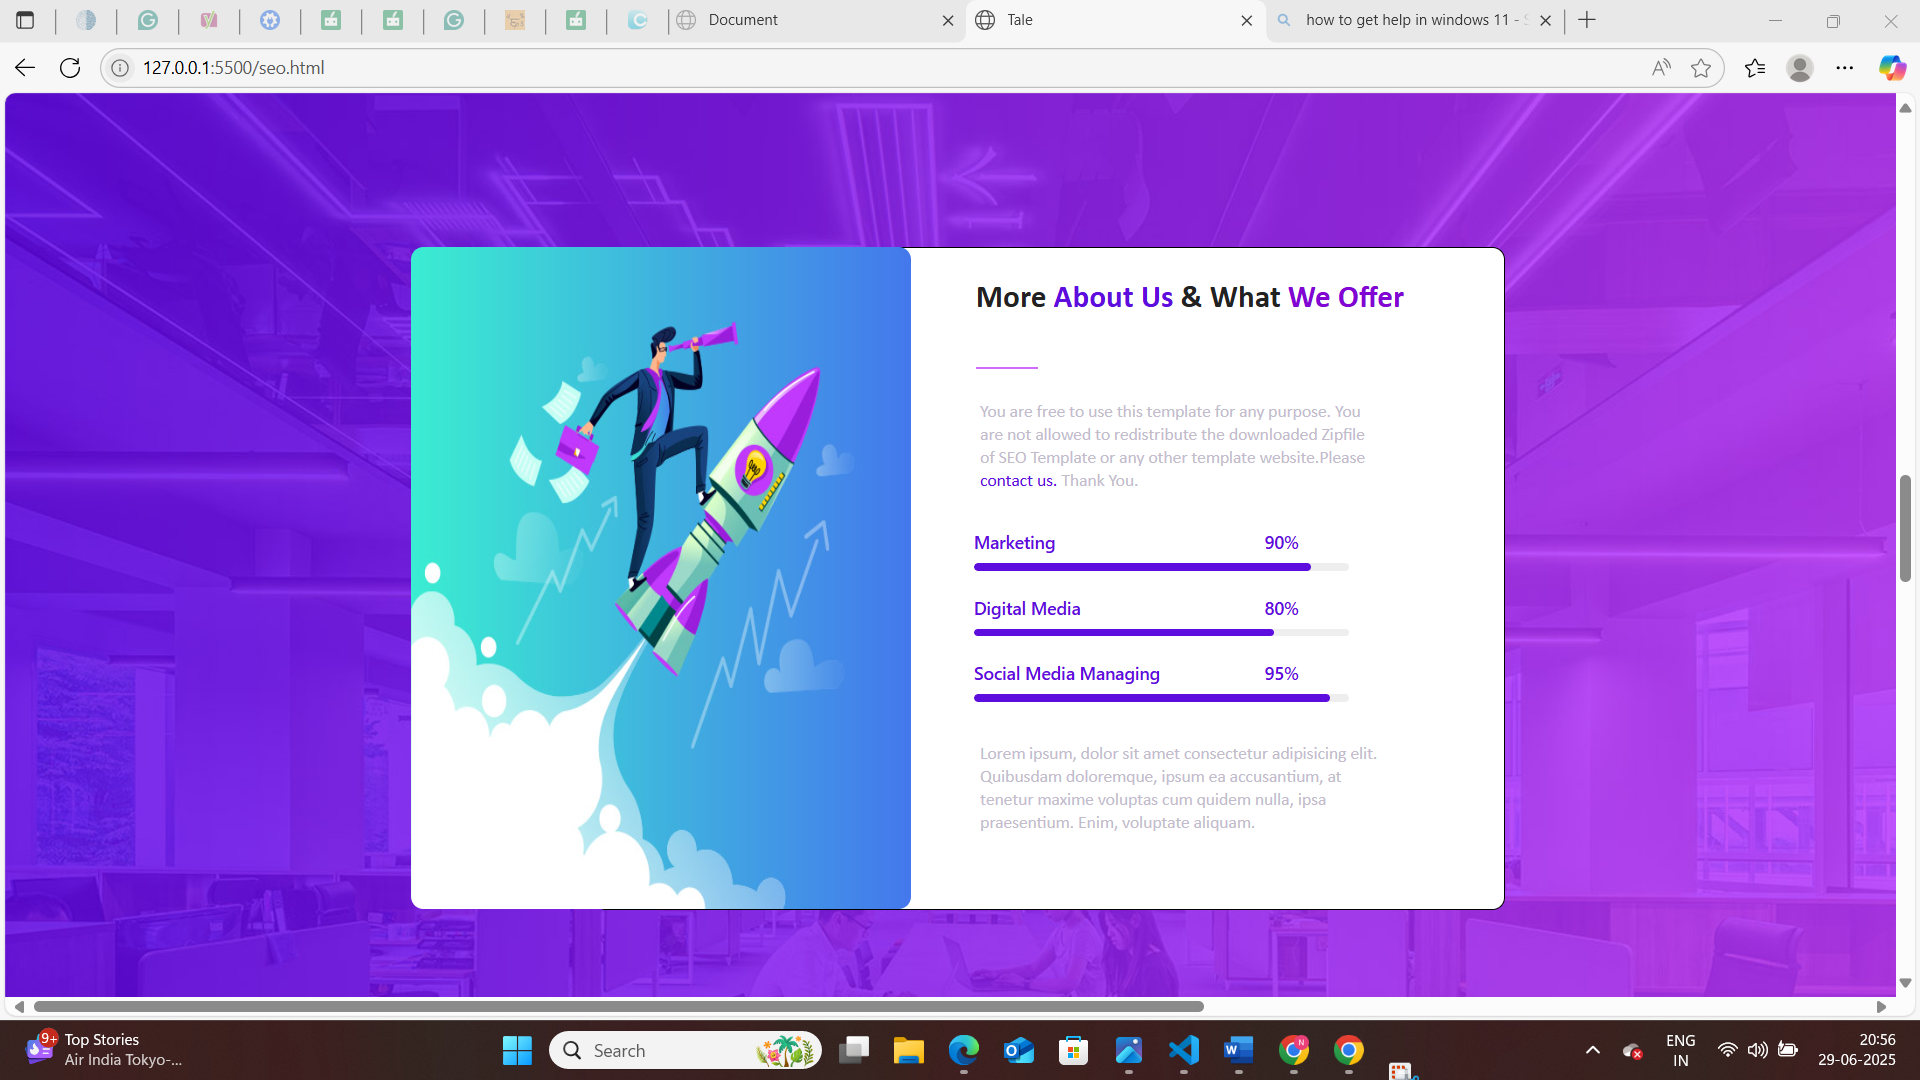 Document
Tale
how to get help in windows 11 - S
127.0.0.1:5500/seo.html
More About Us & What We Offer
You are free to use this template for any purpose. You
are not allowed to redistribute the downloaded Zipfile
of SEO Template or any other template website.Please
contact us. Thank You.
Marketing 90%
Digital Media 80%
Social Media Managing 95%
Lorem ipsum, dolor sit amet consectetur adipisicing elit.
Quibusdam doloremque, ipsum ea accusantium, at
tenetur maxime voluptas cum quidem nulla, ipsa
praesentium. Enim, voluptate aliquam.
9+
Top Stories
Air India Tokyo-...
Search
ENG
IN
20:56
29-06-2025